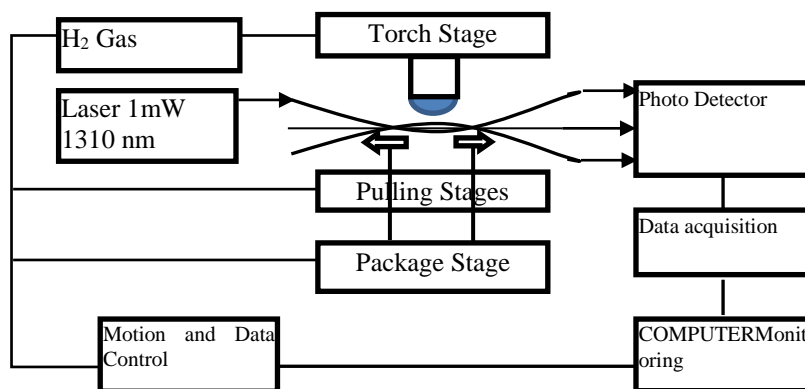 H₂ Gas
Torch Stage
Laser 1mW
1310 nm
Photo Detector
Pulling Stages
Data acquisition
Package Stage
Motion and Data
Control
COMPUTERMonit
oring